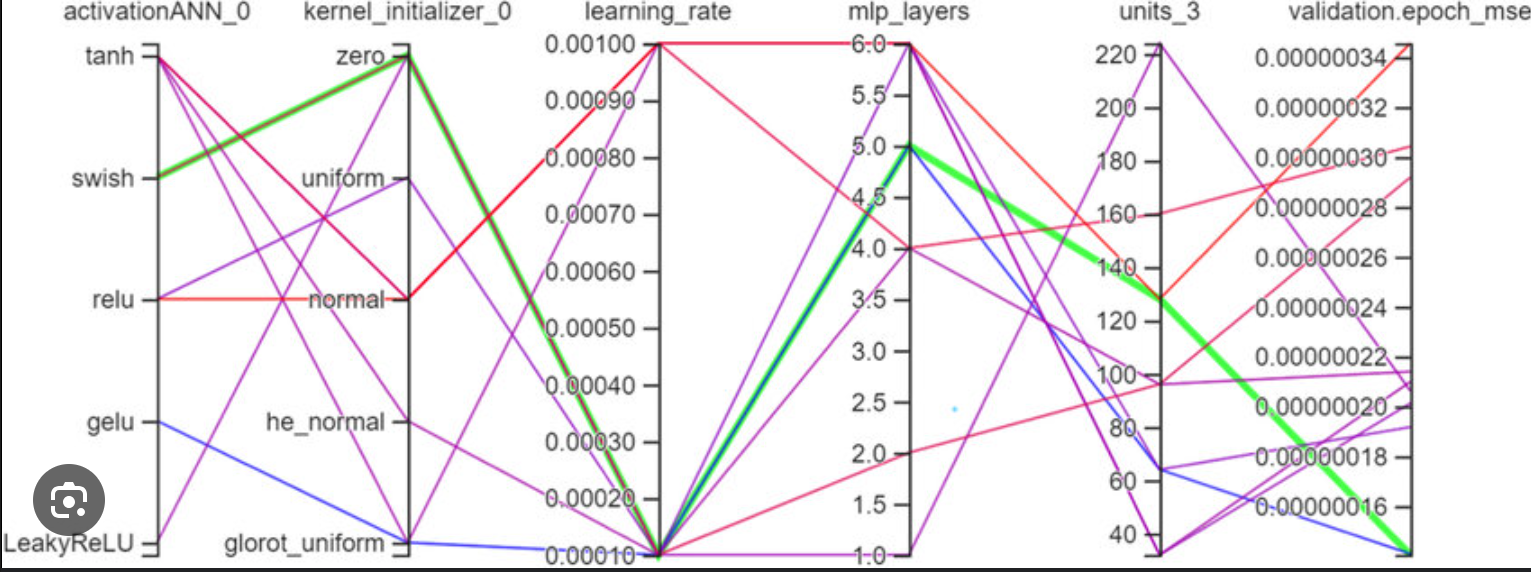 activationANN_0
kernel_initializer_0
learning_rate
mlp_layers
units_3
validation.epoch_mse
tanh
swish
relu
gelu
LeakyReLU
zero
uniform
normal
he_normal
glorot_uniform
0.00100
0.00090
0.00080
0.00070
0.00060
0.00050
0.00040
0.00030
0.00020
0.00010
6.0
5.5
5.0
4.5
4.0
3.5
3.0
2.5
2.0
1.5
1.0
220
200
180
160
140
120
100
80
60
40
0.00000034
0.00000032
0.00000030
0.00000028
0.00000026
0.00000024
0.00000022
0.00000020
0.00000018
0.00000016